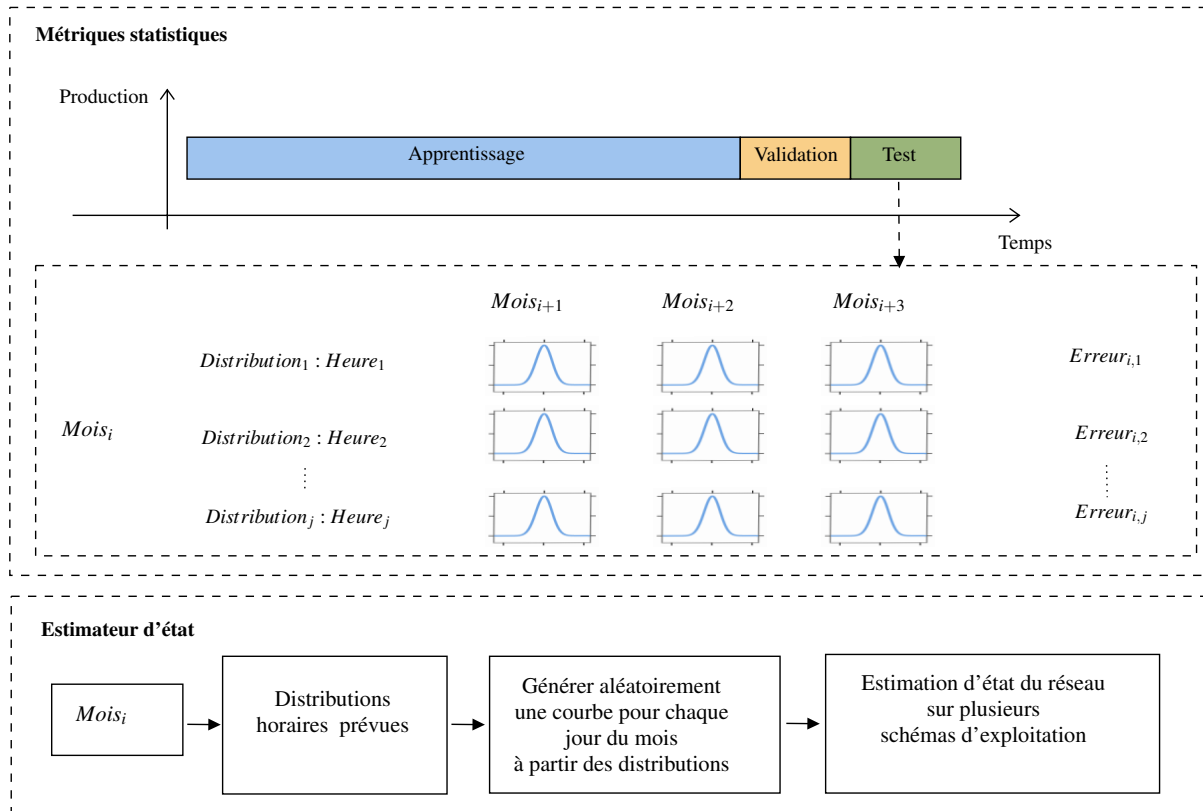 Métriques statistiques
Production
Apprentissage
Validation
Test
Temps
Mois_{i+1}
Mois_{i+2}
Mois_{i+3}
Distribution_1 : Heure_1
Erreur_{i,1}
Mois_i
Distribution_2 : Heure_2
Erreur_{i,2}
Distribution_j : Heure_j
Erreur_{i,j}
Estimateur d'état
Mois_i
Distributions
horaires prévues
Générer aléatoirement
une courbe pour chaque
jour du mois
à partir des distributions
Estimation d'état du réseau
sur plusieurs
schémas d'exploitation